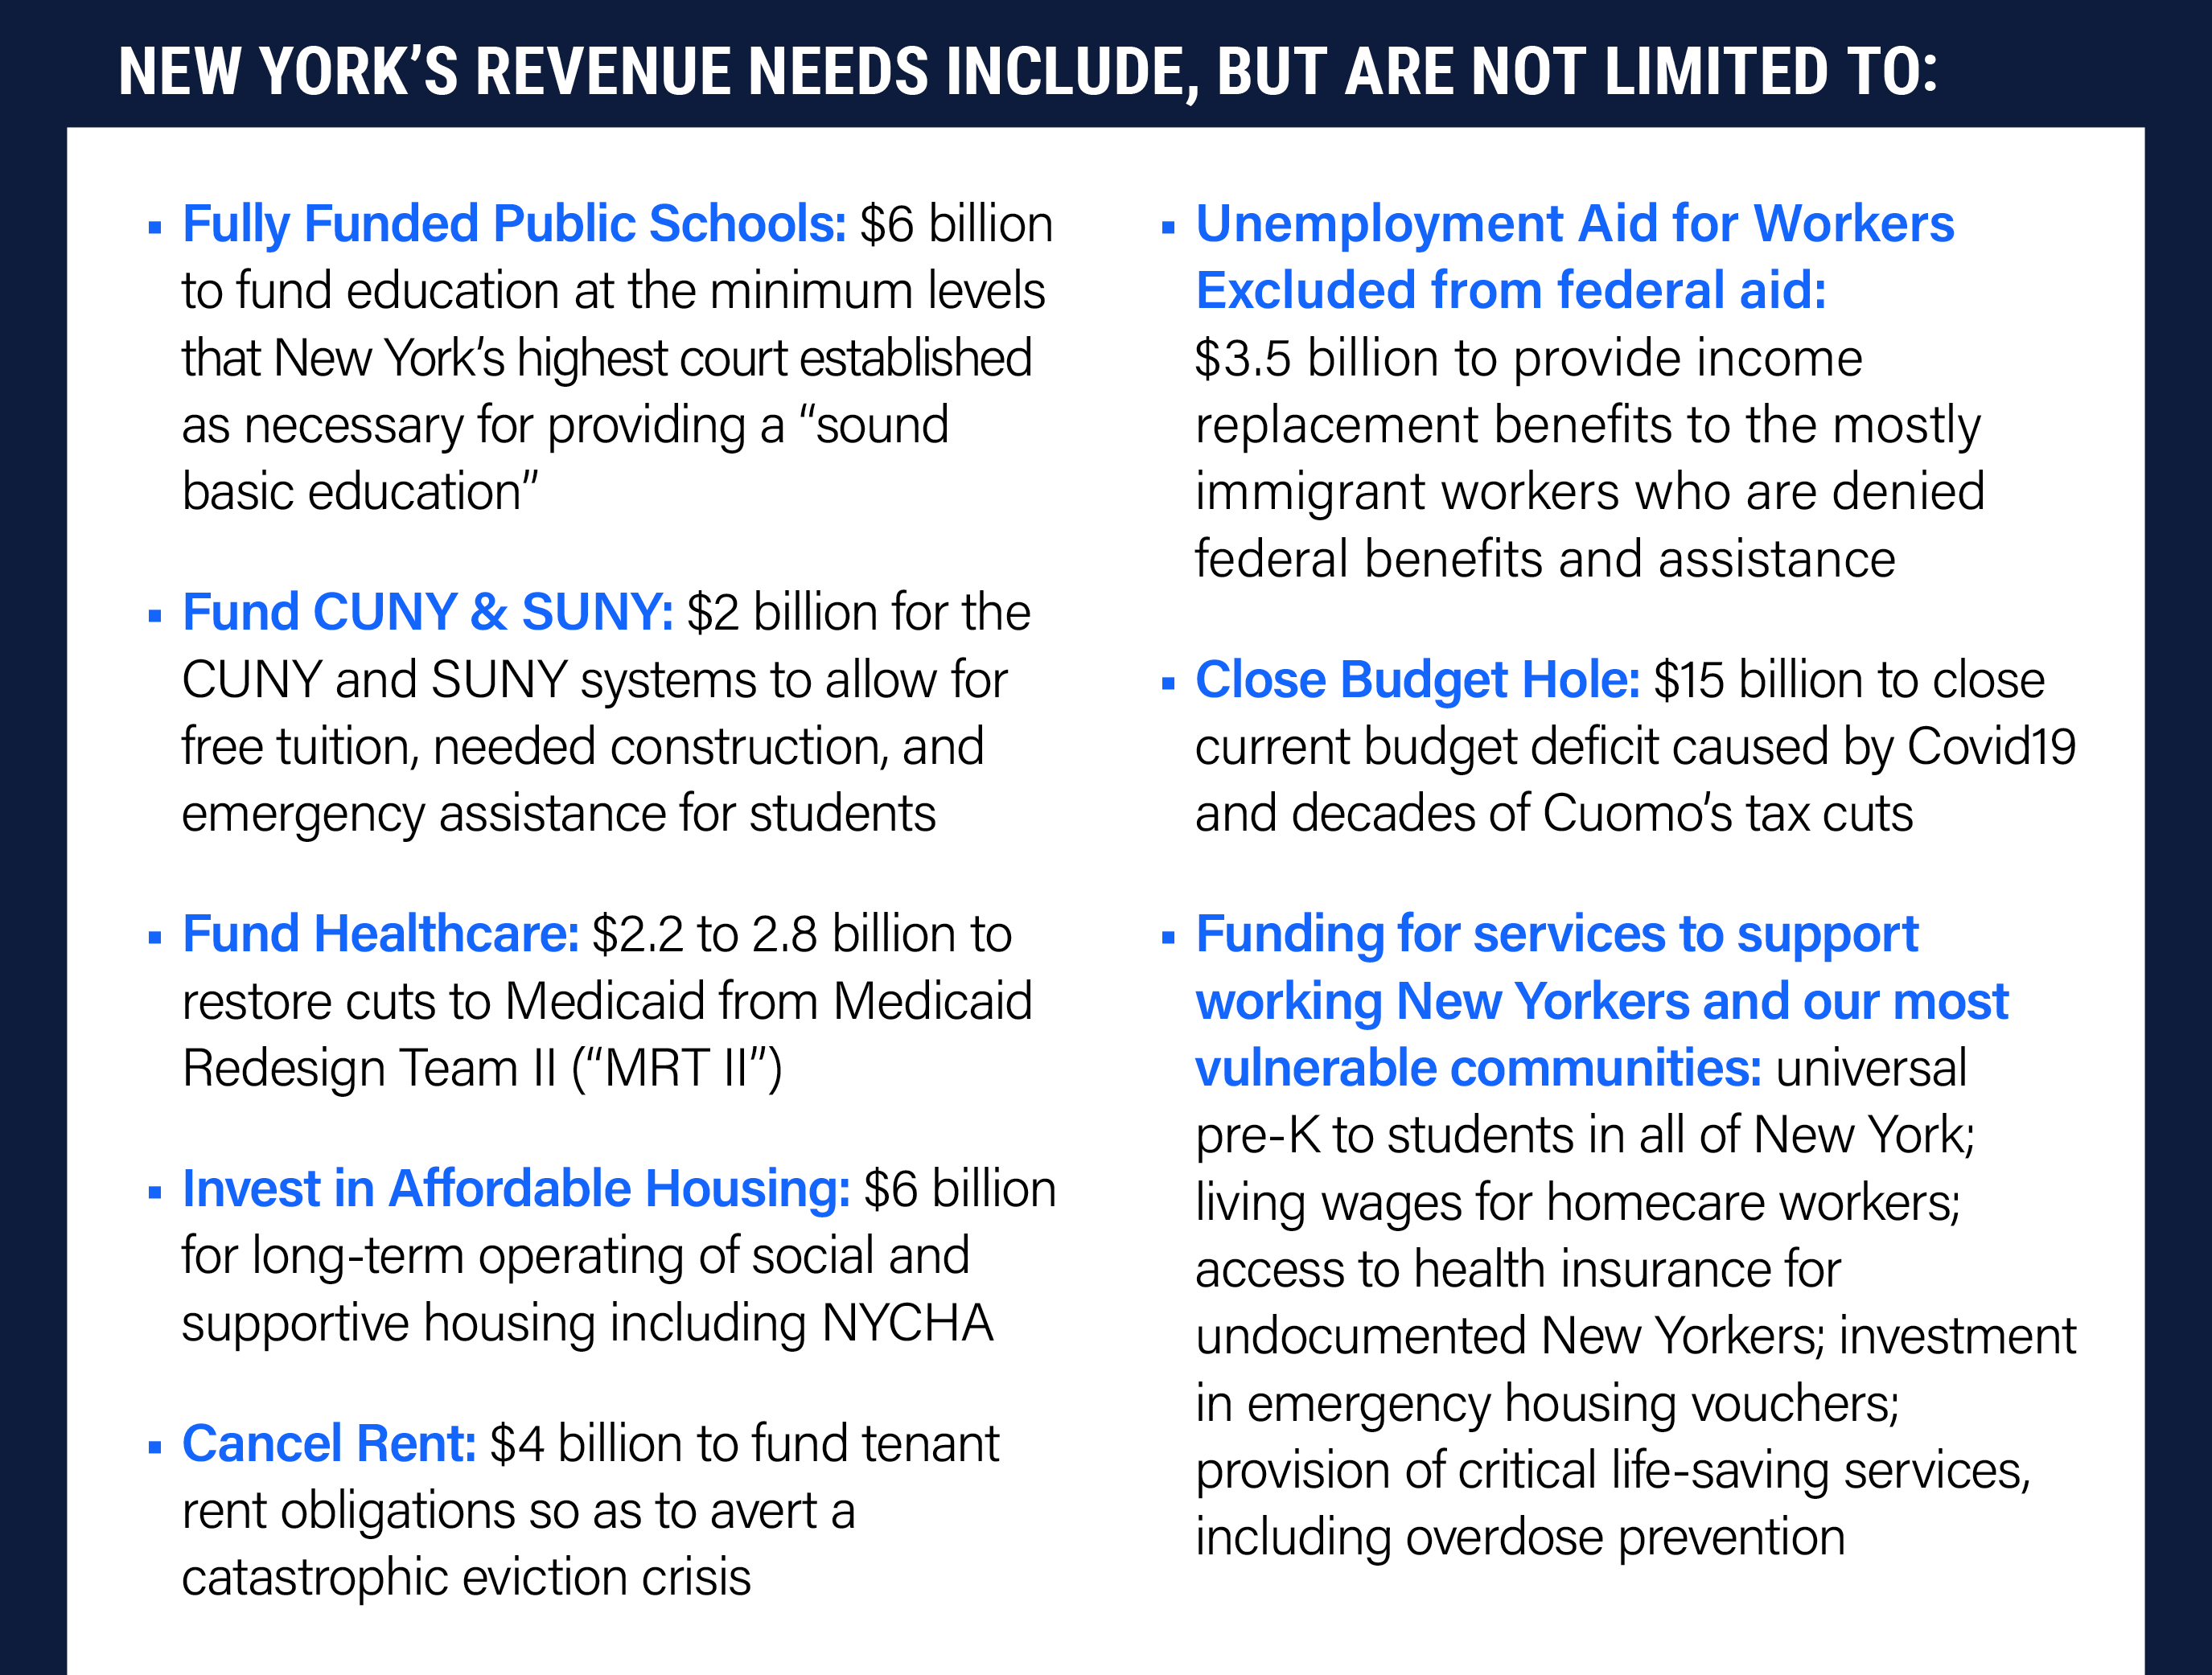 NEW YORK’S REVENUE NEEDS INCLUDE, BUT ARE NOT LIMITED TO:
▪ Fully Funded Public Schools: $6 billion
to fund education at the minimum levels
that New York’s highest court established
as necessary for providing a “sound
basic education”
▪ Fund CUNY & SUNY: $2 billion for the
CUNY and SUNY systems to allow for
free tuition, needed construction, and
emergency assistance for students
▪ Fund Healthcare: $2.2 to 2.8 billion to
restore cuts to Medicaid from Medicaid
Redesign Team II (“MRT II”)
▪ Invest in Affordable Housing: $6 billion
for long-term operating of social and
supportive housing including NYCHA
▪ Cancel Rent: $4 billion to fund tenant
rent obligations so as to avert a
catastrophic eviction crisis
▪ Unemployment Aid for Workers
Excluded from federal aid:
$3.5 billion to provide income
replacement benefits to the mostly
immigrant workers who are denied
federal benefits and assistance
▪ Close Budget Hole: $15 billion to close
current budget deficit caused by Covid19
and decades of Cuomo’s tax cuts
▪ Funding for services to support
working New Yorkers and our most
vulnerable communities: universal
pre-K to students in all of New York;
living wages for homecare workers;
access to health insurance for
undocumented New Yorkers; investment
in emergency housing vouchers;
provision of critical life-saving services,
including overdose prevention